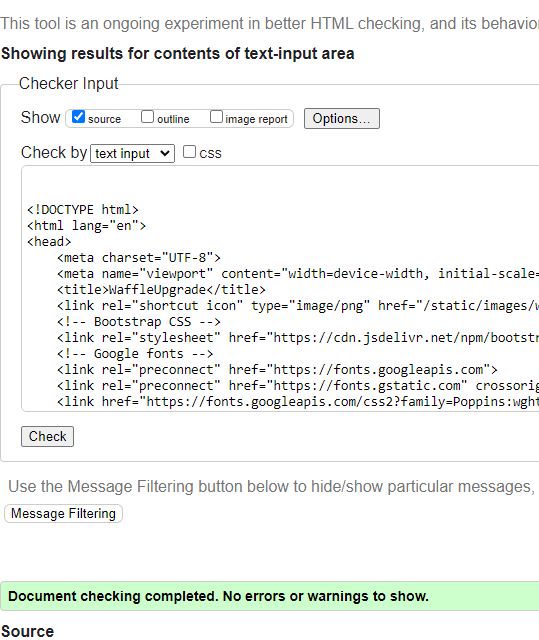 This tool is an ongoing experiment in better HTML checking, and its behavio
Showing results for contents of text-input area
Checker Input
Show source outline image report Options...
Check by text input css
<!DOCTYPE html>
<html lang="en">
<head>
<meta charset="UTF-8">
<meta name="viewport" content="width=device-width, initial-scale=
<title>WaffleUpgrade</title>
<link rel="shortcut icon" type="image/png" href="/static/images/w
<!-- Bootstrap CSS -->
<link rel="stylesheet" href="https://cdn.jsdelivr.net/npm/bootstr
<!-- Google fonts -->
<link rel="preconnect" href="https://fonts.googleapis.com">
<link rel="preconnect" href="https://fonts.gstatic.com" crossorig
<link href="https://fonts.googleapis.com/css2?family=Poppins:wght
Check
Use the Message Filtering button below to hide/show particular messages,
Message Filtering
Document checking completed. No errors or warnings to show.
Source